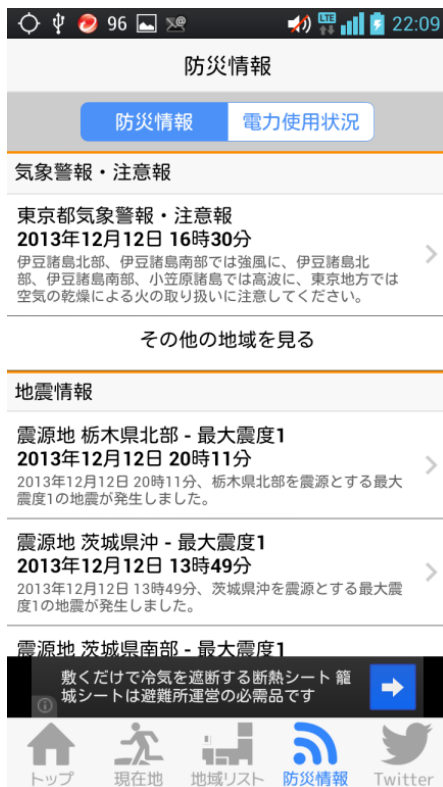 96
LTE
22:09
防災情報
防災情報
電力使用状況
気象警報・注意報
東京都気象警報・注意報
2013年12月12日 16時30分
伊豆諸島北部、伊豆諸島南部では強風に、伊豆諸島北
部、伊豆諸島南部、小笠原諸島では高波に、東京地方では
空気の乾燥による火の取り扱いに注意してください。
その他の地域を見る
地震情報
震源地 栃木県北部 - 最大震度1
2013年12月12日 20時11分
2013年12月12日 20時11分、栃木県北部を震源とする最大
震度1の地震が発生しました。
震源地 茨城県沖 - 最大震度1
2013年12月12日 13時49分
2013年12月12日 13時49分、茨城県沖を震源とする最大震
度1の地震が発生しました。
震源地 茨城県南部 - 最大震度1
敷くだけで冷気を遮断する断熱シート 籠
城シートは避難所運営の必需品です
トップ
現在地
地域リスト
防災情報
Twitter